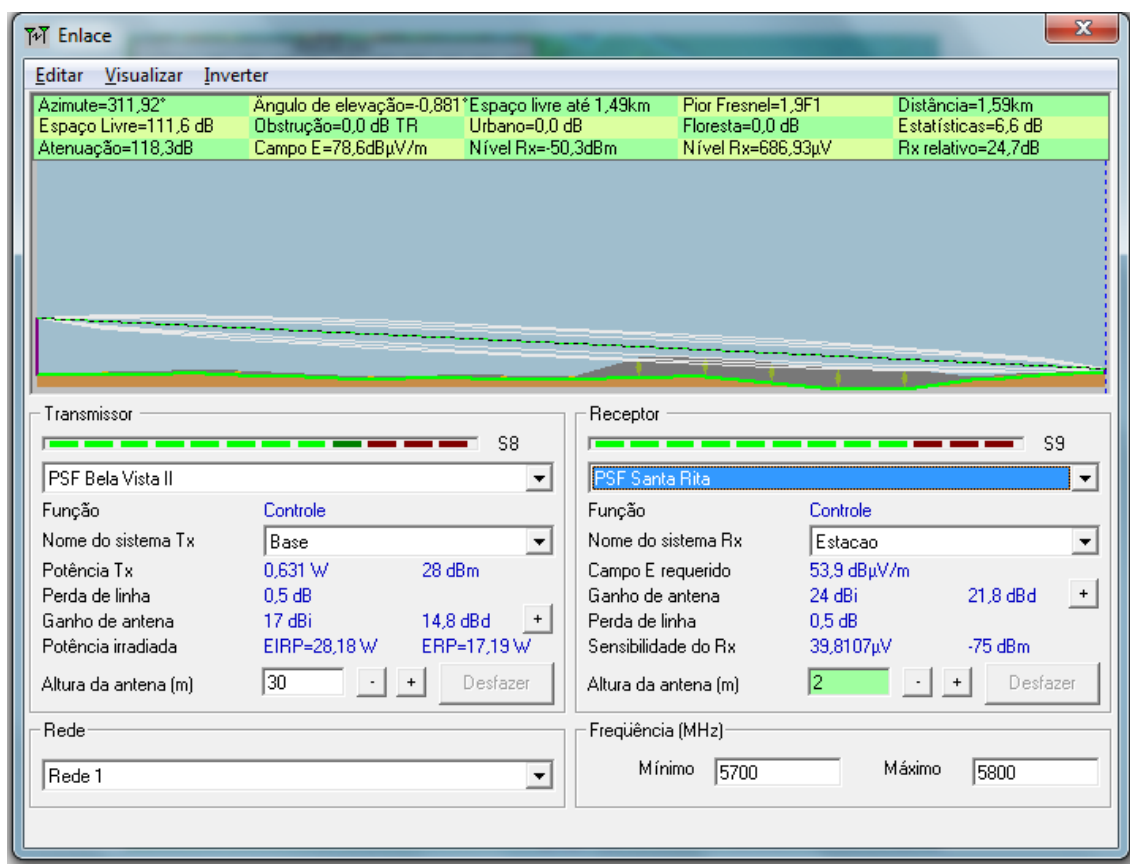 Enlace
X
Editar Visualizar Inverter
Azimute=311,92° Ângulo de elevação=-0,881° Espaço livre até 1,49km Pior Fresnel=1,9F1 Distância=1,59km
Espaço Livre=111,6 dB Obstrução=0,0 dB TR Urbano=0,0 dB Floresta=0,0 dB Estatísticas=6,6 dB
Atenuação=118,3dB Campo E=78,6dBµV/m Nível Rx=-50,3dBm Nível Rx=686,93µV Rx relativo=24,7dB
Transmissor
S8
PSF Bela Vista II
Função Controle
Nome do sistema Tx Base
Potência Tx 0,631 W 28 dBm
Perda de linha 0,5 dB
Ganho de antena 17 dBi 14,8 dBd +
Potência irradiada EIRP=28,18 W ERP=17,19 W
Altura da antena (m) 30 - + Desfazer
Receptor
S9
PSF Santa Rita
Função Controle
Nome do sistema Rx Estacao
Campo E requerido 53,9 dBµV/m
Ganho de antena 24 dBi 21,8 dBd +
Perda de linha 0,5 dB
Sensibilidade do Rx 39,8107µV -75 dBm
Altura da antena (m) 2 - + Desfazer
Rede
Rede 1
Freqüência (MHz)
Mínimo 5700 Máximo 5800